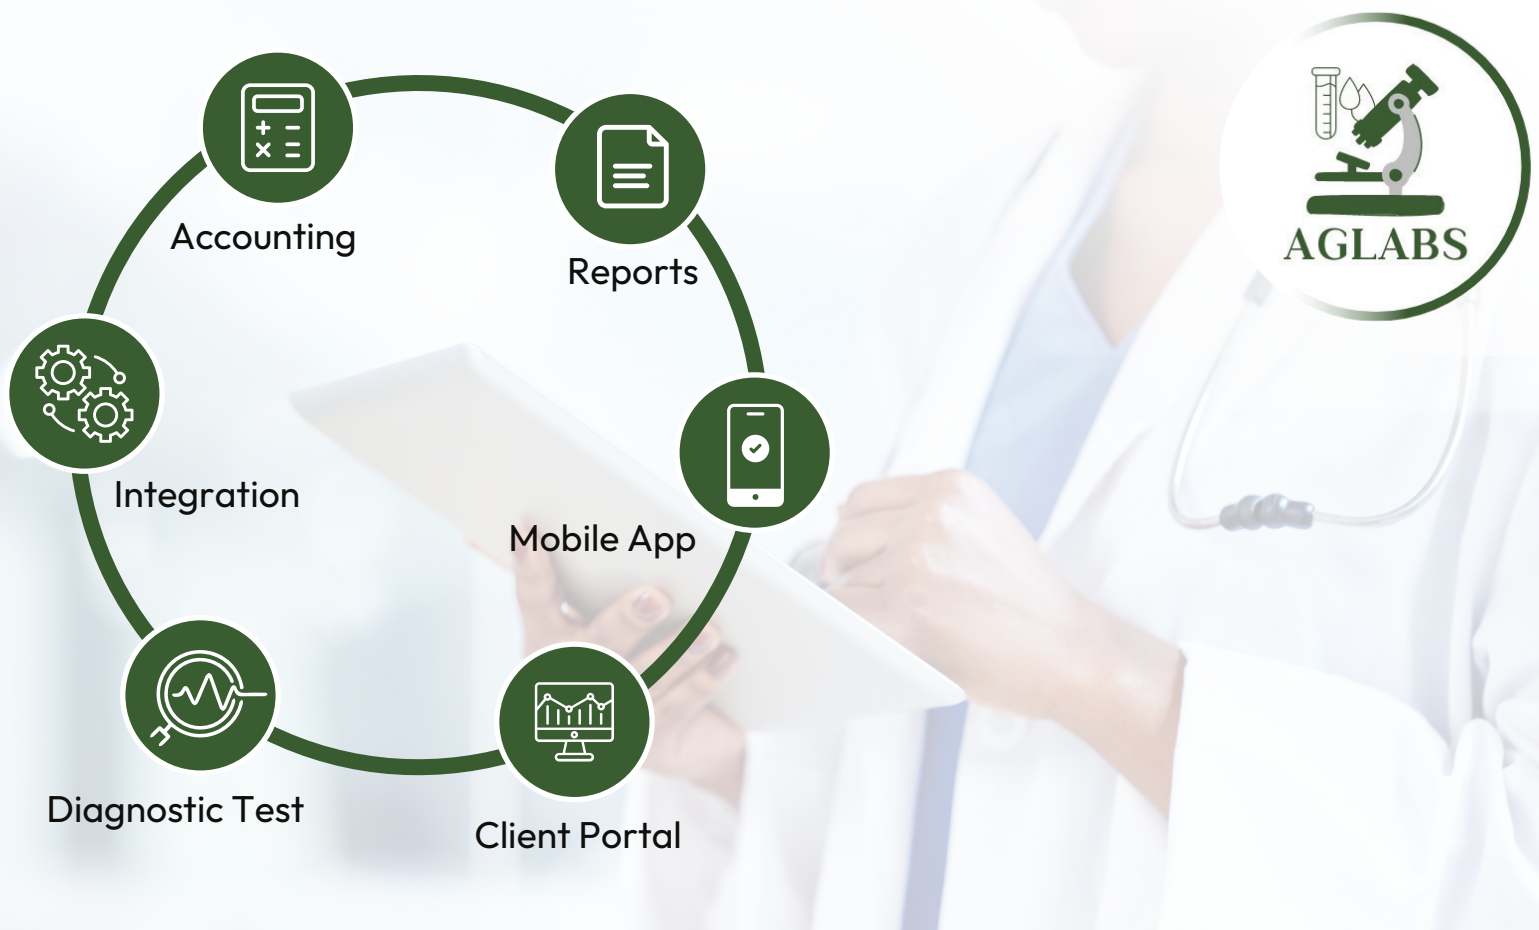 AGLABS
Accounting
Reports
Integration
Mobile App
Diagnostic Test
Client Portal